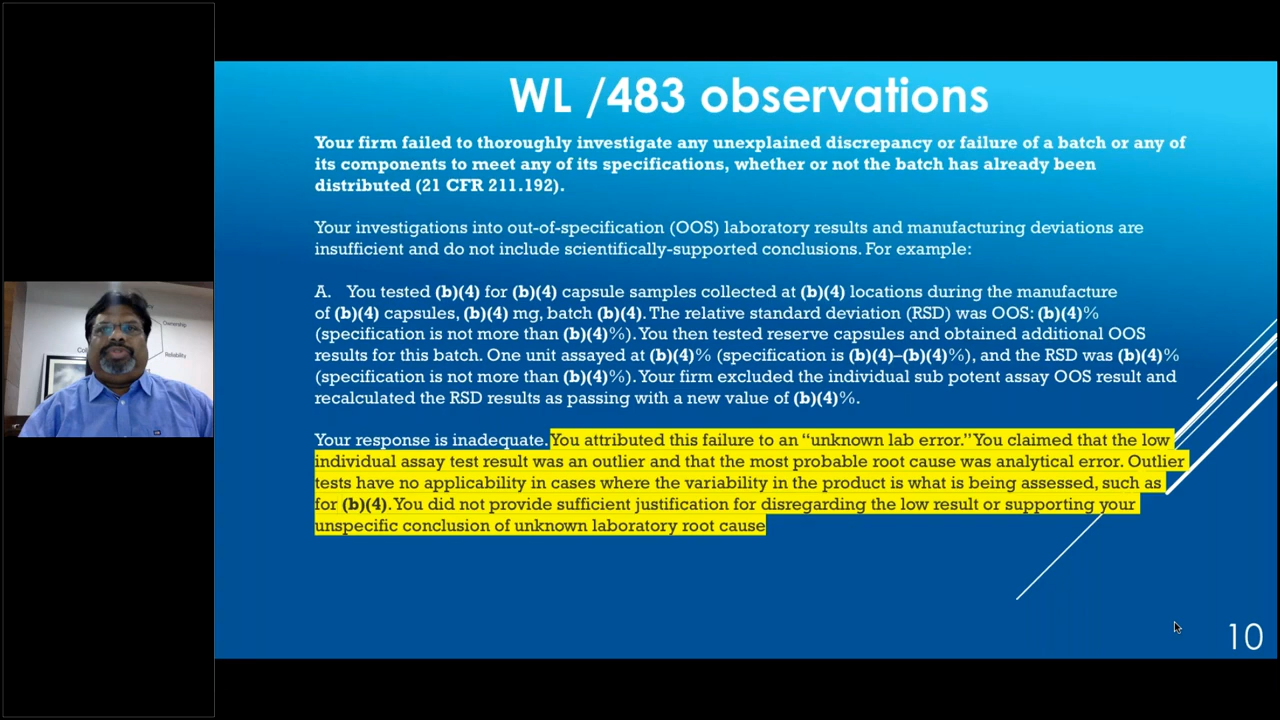 WL /483 observations
Your firm failed to thoroughly investigate any unexplained discrepancy or failure of a batch or any of
its components to meet any of its specifications, whether or not the batch has already been
distributed (21 CFR 211.192).
Your investigations into out-of-specification (OOS) laboratory results and manufacturing deviations are
insufficient and do not include scientifically-supported conclusions. For example:
A. You tested (b)(4) for (b)(4) capsule samples collected at (b)(4) locations during the manufacture
of (b)(4) capsules, (b)(4) mg, batch (b)(4). The relative standard deviation (RSD) was OOS: (b)(4)%
(specification is not more than (b)(4)%). You then tested reserve capsules and obtained additional OOS
results for this batch. One unit assayed at (b)(4)% (specification is (b)(4)–(b)(4)%), and the RSD was (b)(4)%
(specification is not more than (b)(4)%). Your firm excluded the individual sub potent assay OOS result and
recalculated the RSD results as passing with a new value of (b)(4)%.
Your response is inadequate. You attributed this failure to an “unknown lab error.” You claimed that the low
individual assay test result was an outlier and that the most probable root cause was analytical error. Outlier
tests have no applicability in cases where the variability in the product is what is being assessed, such as
for (b)(4). You did not provide sufficient justification for disregarding the low result or supporting your
unspecific conclusion of unknown laboratory root cause
10
Ownership
Reliability